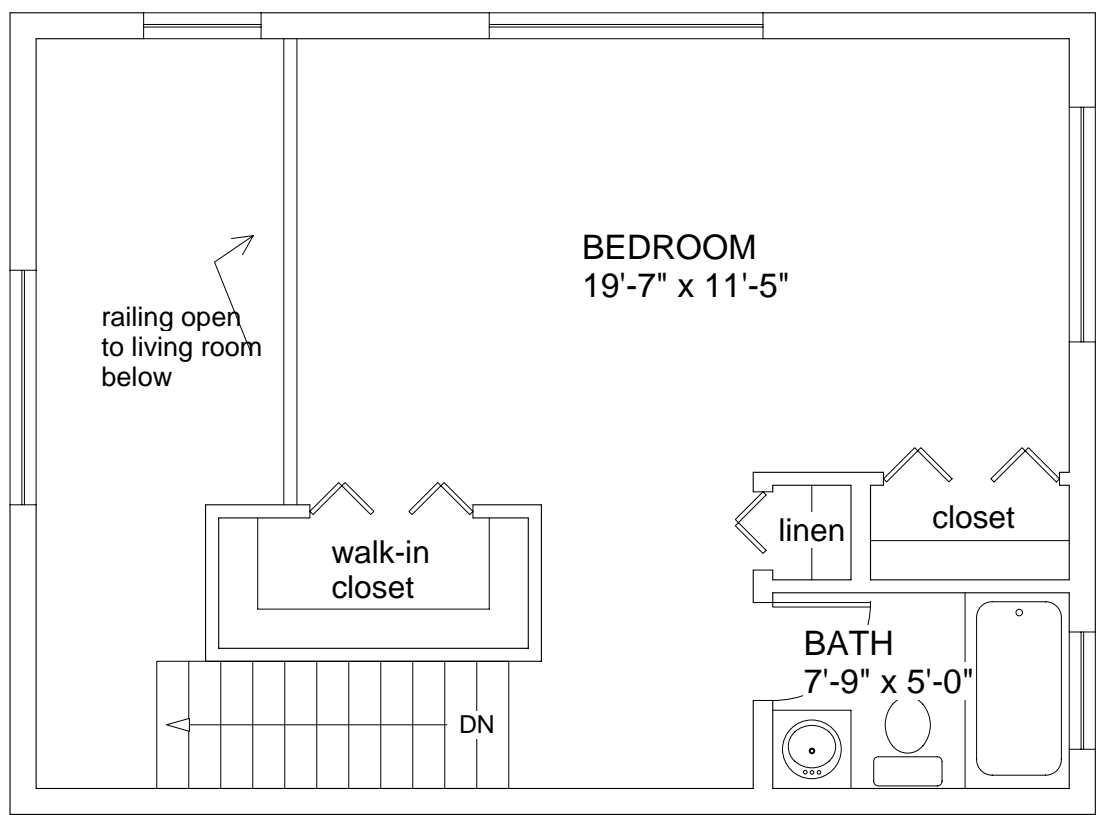 BEDROOM
19'-7" x 11'-5"
railing open
to living room
below
walk-in
closet
linen
closet
BATH
7'-9" x 5'-0"
DN